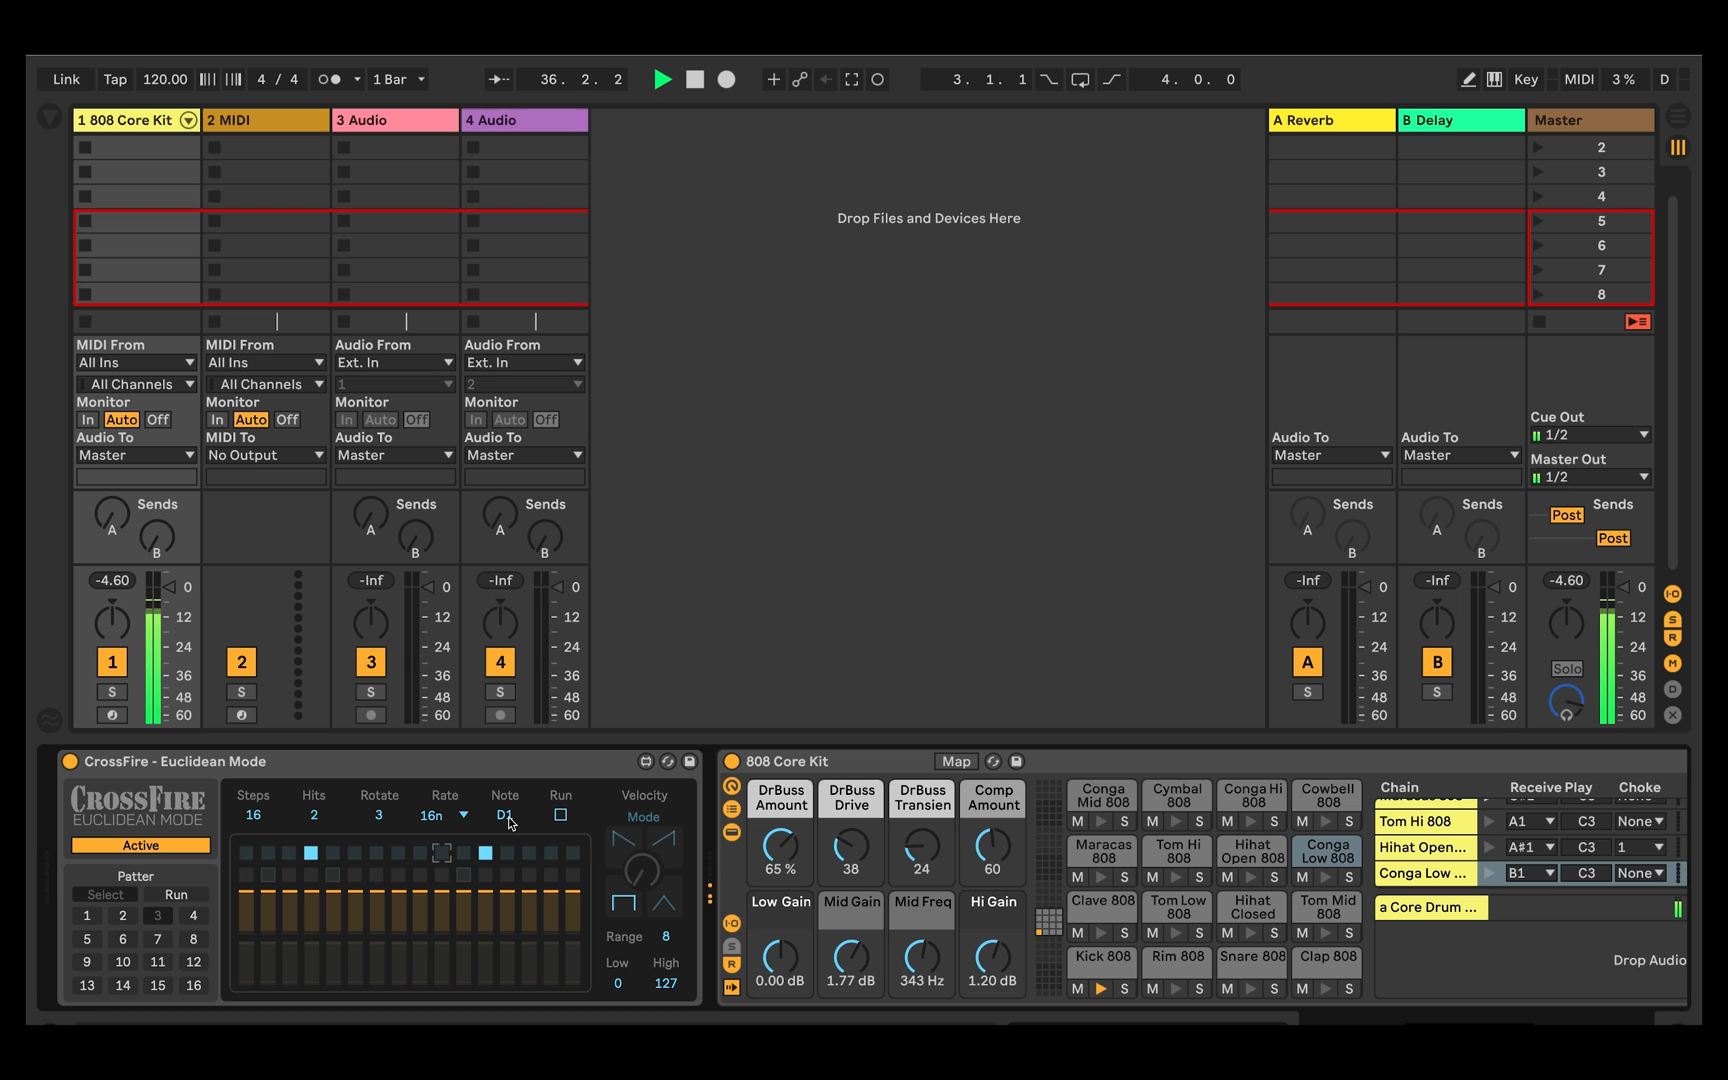 Link Tap 120.00 4 / 4 1 Bar 36. 2. 2 3. 1. 1 4. 0. 0 Key MIDI 3 % D
1 808 Core Kit 2 MIDI 3 Audio 4 Audio A Reverb B Delay Master
2
3
4
Drop Files and Devices Here 5
6
7
8
MIDI From MIDI From Audio From Audio From
All Ins All Ins Ext. In Ext. In
All Channels All Channels 1 2
Monitor Monitor Monitor Monitor
In Auto Off In Auto Off In Auto Off In Auto Off Cue Out
Audio To MIDI To Audio To Audio To Audio To Audio To 1/2
Master No Output Master Master Master Master Master Out
1/2
Sends Sends Sends Sends Sends Sends
A A A A A Post
B B B B B Post
-4.60 0 -Inf 0 -Inf 0 -Inf 0 -Inf 0 -4.60 0
12 12 12 12 12 12
24 24 24 24 24 24
1 2 3 4 A B Solo
36 36 36 36 36 36
S S S S S S
48 48 48 48 48 48
60 60 60 60 60 60
I-O
S
R
M
D
X
CrossFire - Euclidean Mode
CROSSFIRE
EUCLIDEAN MODE
Active
Patter
Select Run
1 2 3 4
5 6 7 8
9 10 11 12
13 14 15 16
Steps Hits Rotate Rate Note Run
16 2 3 16n D1
Velocity
Mode
Range 8
Low High
0 127
808 Core Kit Map
DrBuss Amount DrBuss Drive DrBuss Transien Comp Amount
65 % 38 24 60
Low Gain Mid Gain Mid Freq Hi Gain
0.00 dB 1.77 dB 343 Hz 1.20 dB
I-O
S
R
Conga Mid 808 Cymbal 808 Conga Hi 808 Cowbell 808
M S M S M S M S
Maracas 808 Tom Hi 808 Hihat Open 808 Conga Low 808
M S M S M S M S
Clave 808 Tom Low 808 Hihat Closed Tom Mid 808
M S M S M S M S
Kick 808 Rim 808 Snare 808 Clap 808
M S M S M S M S
Chain Receive Play Choke
Tom Hi 808 A1 C3 None
Hihat Open... A#1 C3 1
Conga Low ... B1 C3 None
a Core Drum ...
Drop Audio